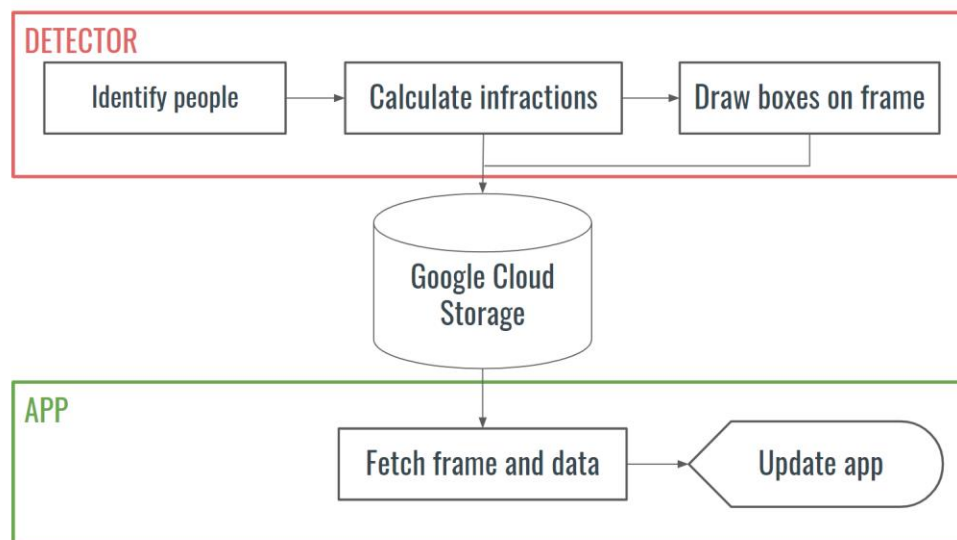 DETECTOR
Identify people
Calculate infractions
Draw boxes on frame
Google Cloud
Storage
APP
Fetch frame and data
Update app